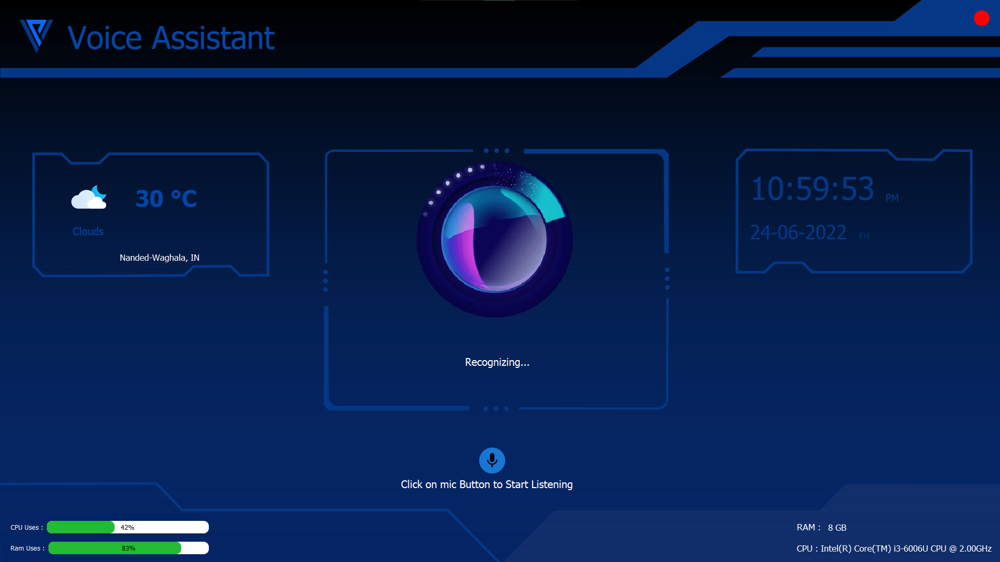 Voice Assistant
30 °C
Clouds
Nanded-Waghala, IN
Recognizing...
10:59:53 PM
24-06-2022 Fri
Click on mic Button to Start Listening
CPU Uses : 42%
Ram Uses : 83%
RAM : 8 GB
CPU : Intel(R) Core(TM) i3-6006U CPU @ 2.00GHz